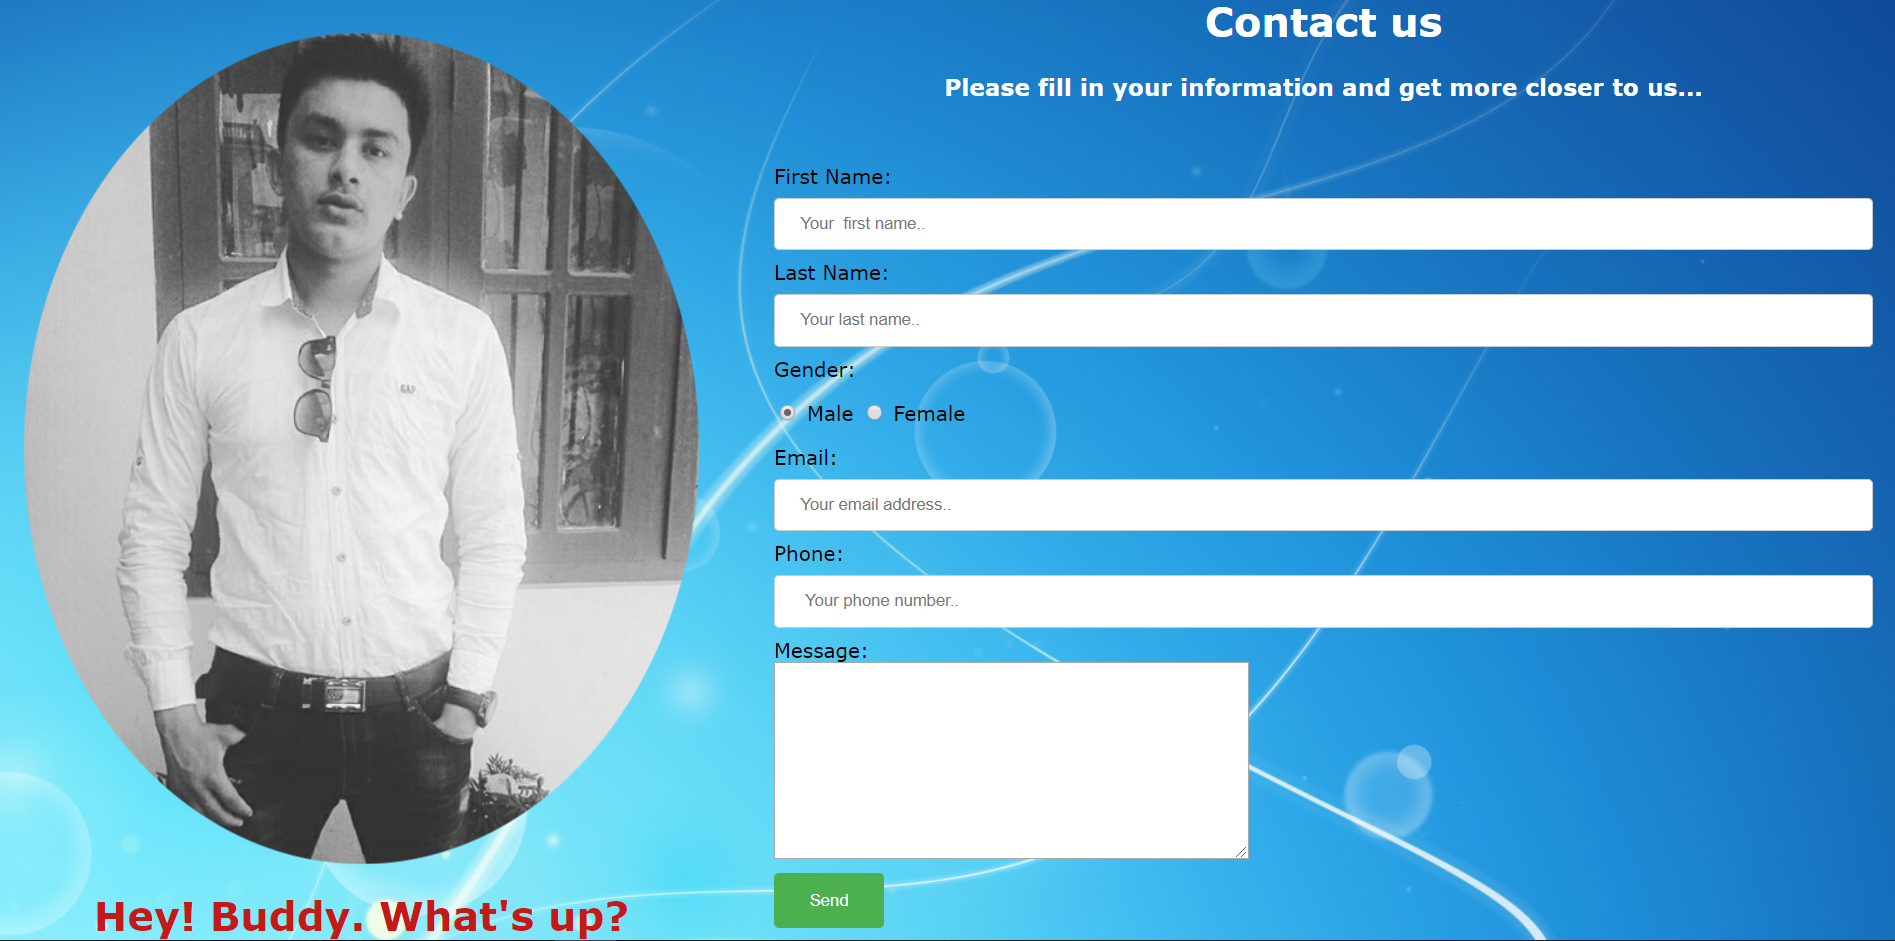 Contact us
Please fill in your information and get more closer to us...
First Name:
Your  first name..
Last Name:
Your last name..
Gender:
Male Female
Email:
Your email address..
Phone:
Your phone number..
Message:
Send
GAP
Hey! Buddy. What's up?